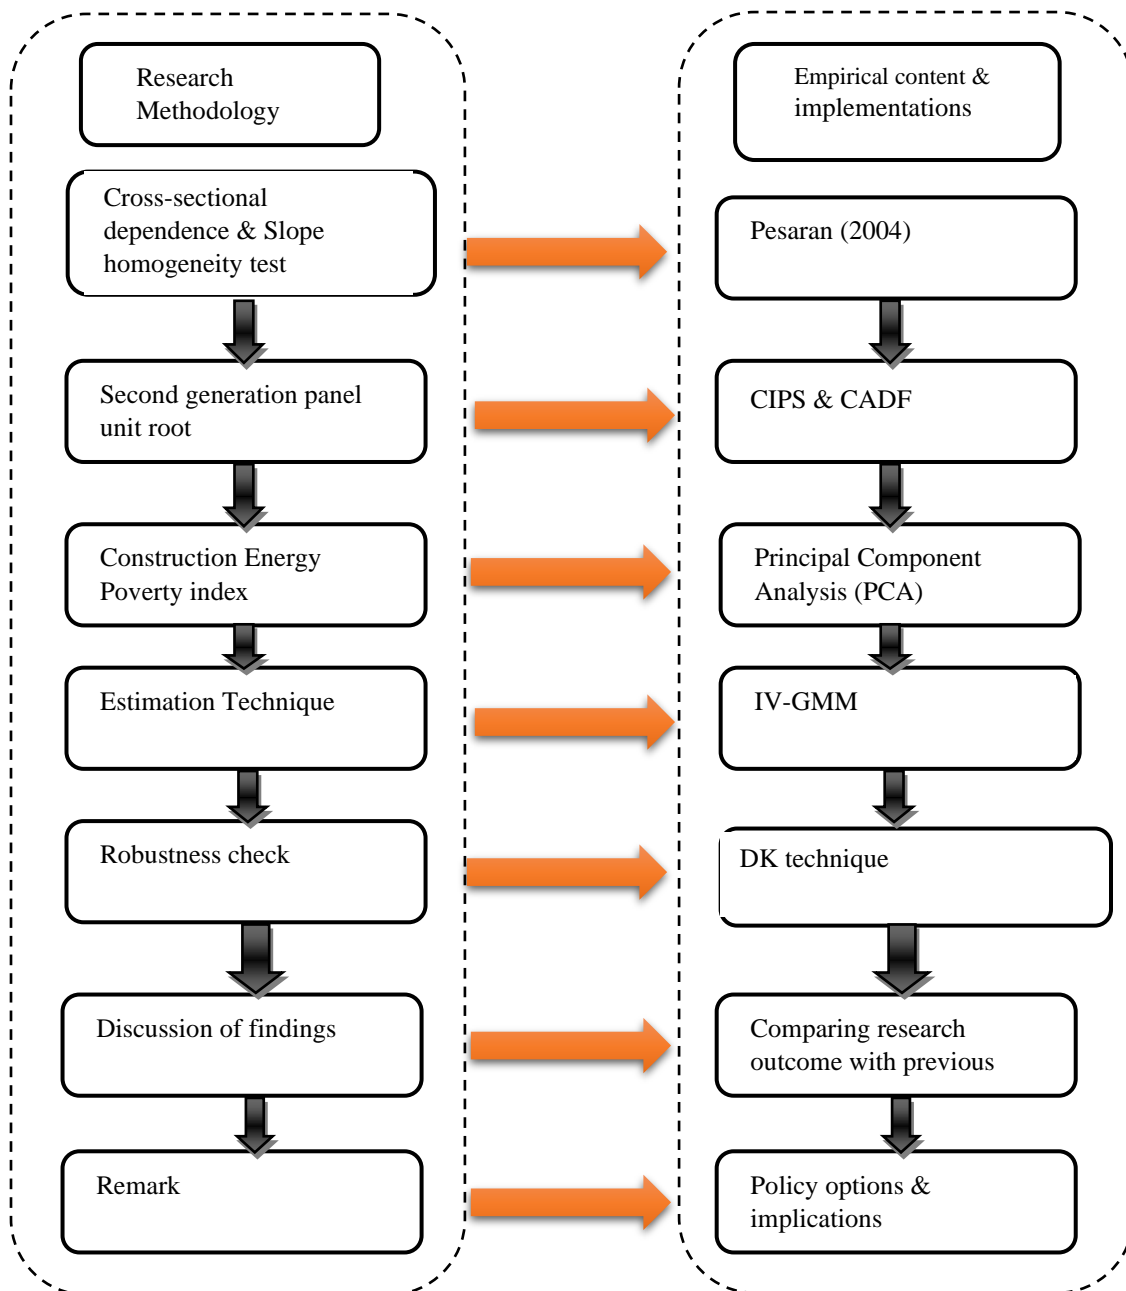 Research
Methodology
Empirical content &
implementations
Cross-sectional
dependence & Slope
homogeneity test
Pesaran (2004)
Second generation panel
unit root
CIPS & CADF
Construction Energy
Poverty index
Principal Component
Analysis (PCA)
Estimation Technique
IV-GMM
Robustness check
DK technique
Discussion of findings
Comparing research
outcome with previous
Remark
Policy options &
implications